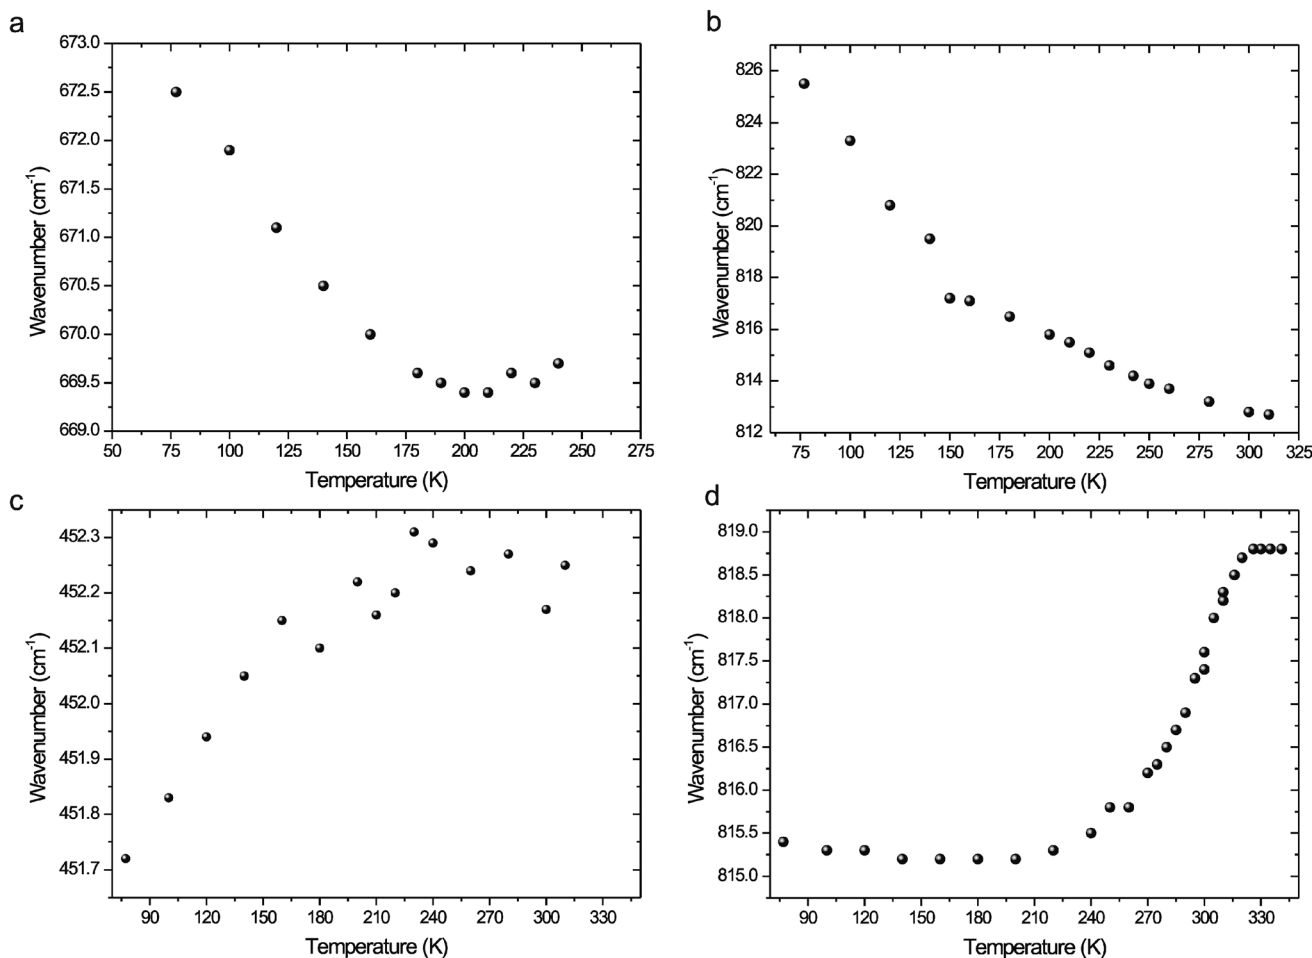 a
673.0
672.5
672.0
671.5
671.0
670.5
670.0
669.5
669.0
Wavenumber (cm⁻¹)
50 75 100 125 150 175 200 225 250 275
Temperature (K)
b
826
824
822
820
818
816
814
812
Wavenumber (cm⁻¹)
75 100 125 150 175 200 225 250 275 300 325
Temperature (K)
c
452.3
452.2
452.1
452.0
451.9
451.8
451.7
Wavenumber (cm⁻¹)
90 120 150 180 210 240 270 300 330
Temperature (K)
d
819.0
818.5
818.0
817.5
817.0
816.5
816.0
815.5
815.0
Wavenumber (cm⁻¹)
90 120 150 180 210 240 270 300 330
Temperature (K)